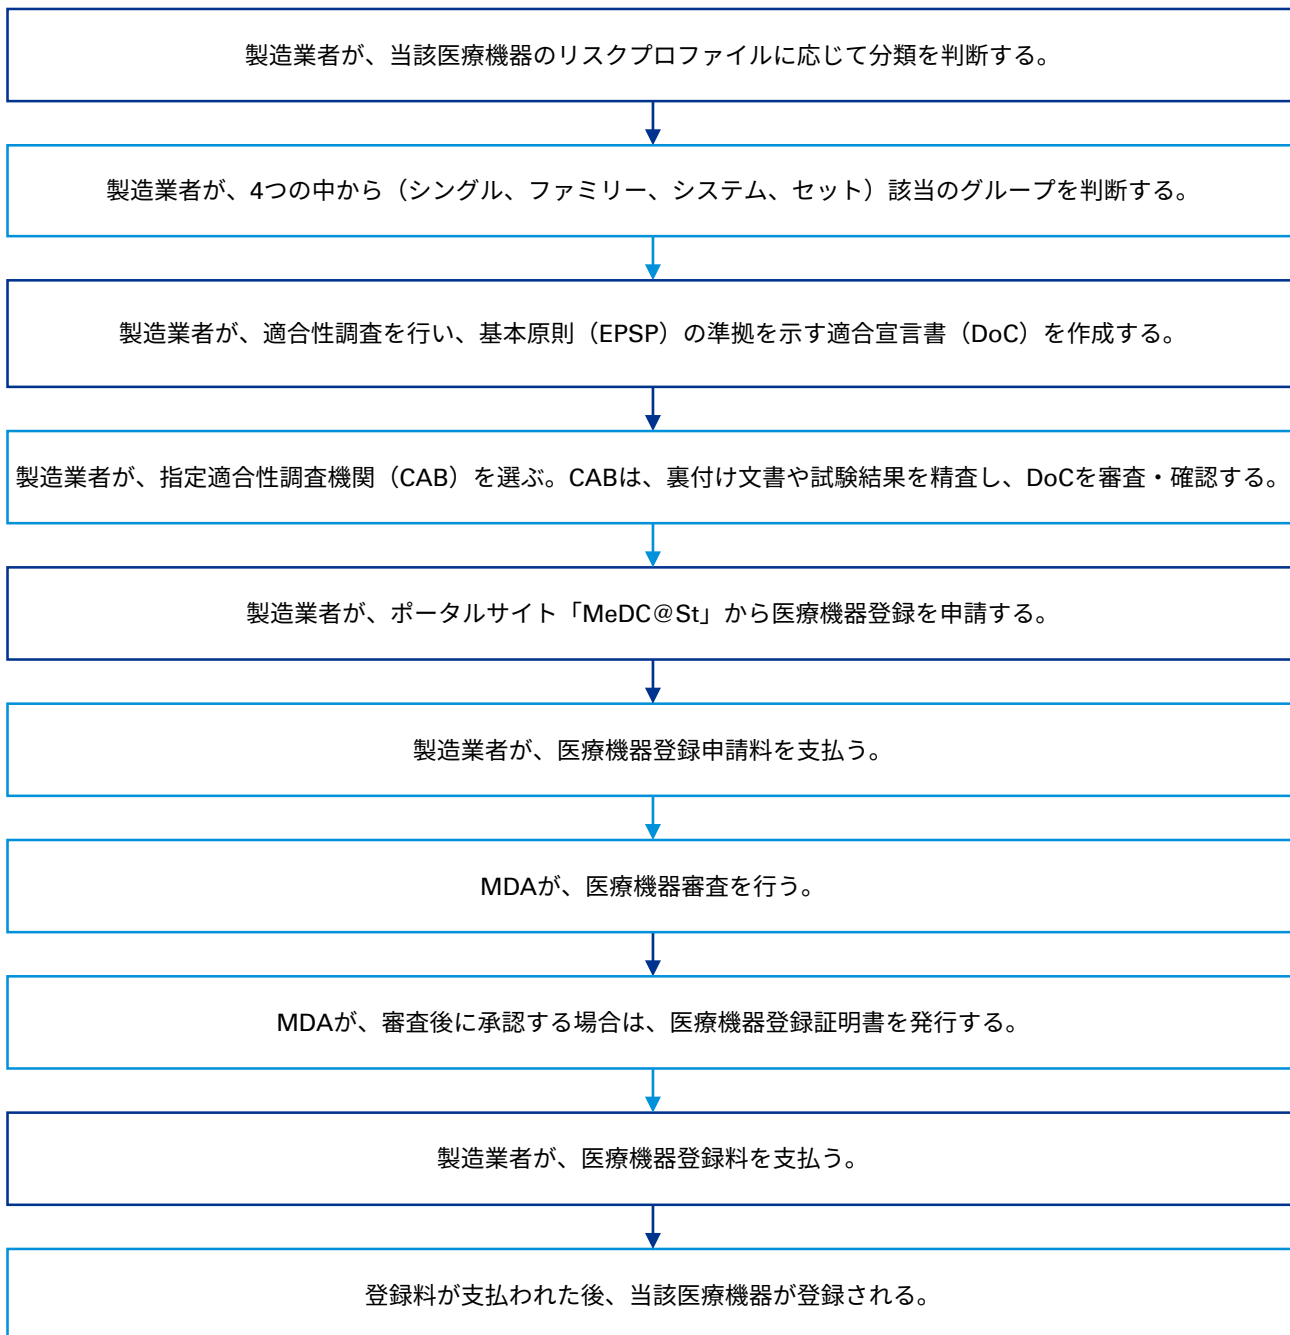 製造業者が、当該医療機器のリスクプロファイルに応じて分類を判断する。
製造業者が、4つの中から（シングル、ファミリー、システム、セット）該当のグループを判断する。
製造業者が、適合性調査を行い、基本原則（EPSP）の準拠を示す適合宣言書（DoC）を作成する。
製造業者が、指定適合性調査機関（CAB）を選ぶ。CABは、裏付け文書や試験結果を精査し、DoCを審査・確認する。
製造業者が、ポータルサイト「MeDC@St」から医療機器登録を申請する。
製造業者が、医療機器登録申請料を支払う。
MDAが、医療機器審査を行う。
MDAが、審査後に承認する場合は、医療機器登録証明書を発行する。
製造業者が、医療機器登録料を支払う。
登録料が支払われた後、当該医療機器が登録される。